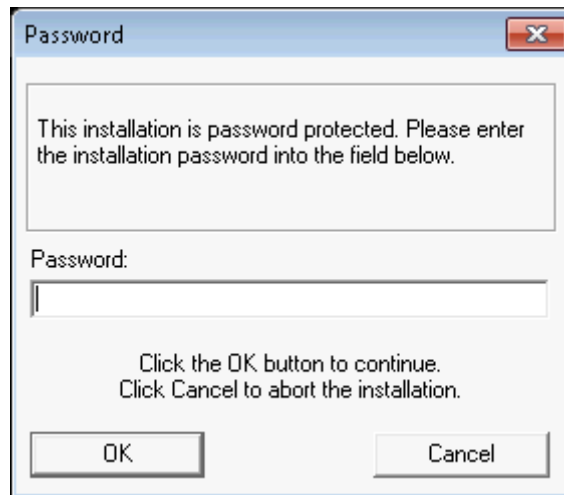 Password
This installation is password protected. Please enter
the installation password into the field below.
Password:
Click the OK button to continue.
Click Cancel to abort the installation.
OK
Cancel